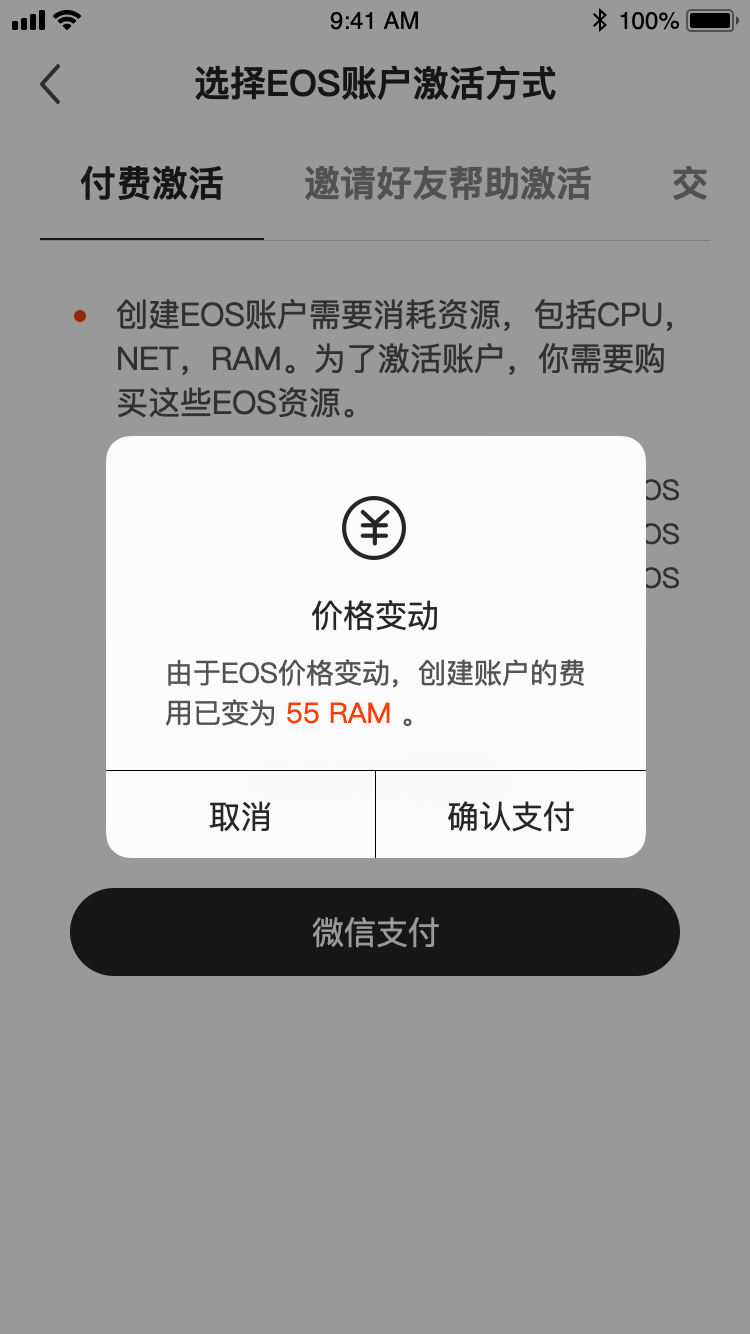 9:41 AM
100%
选择EOS账户激活方式
付费激活
邀请好友帮助激活
交
创建EOS账户需要消耗资源，包括CPU，
NET，RAM。为了激活账户，你需要购
买这些EOS资源。
OS
OS
OS
价格变动
由于EOS价格变动，创建账户的费
用已变为 55 RAM 。
取消
确认支付
微信支付